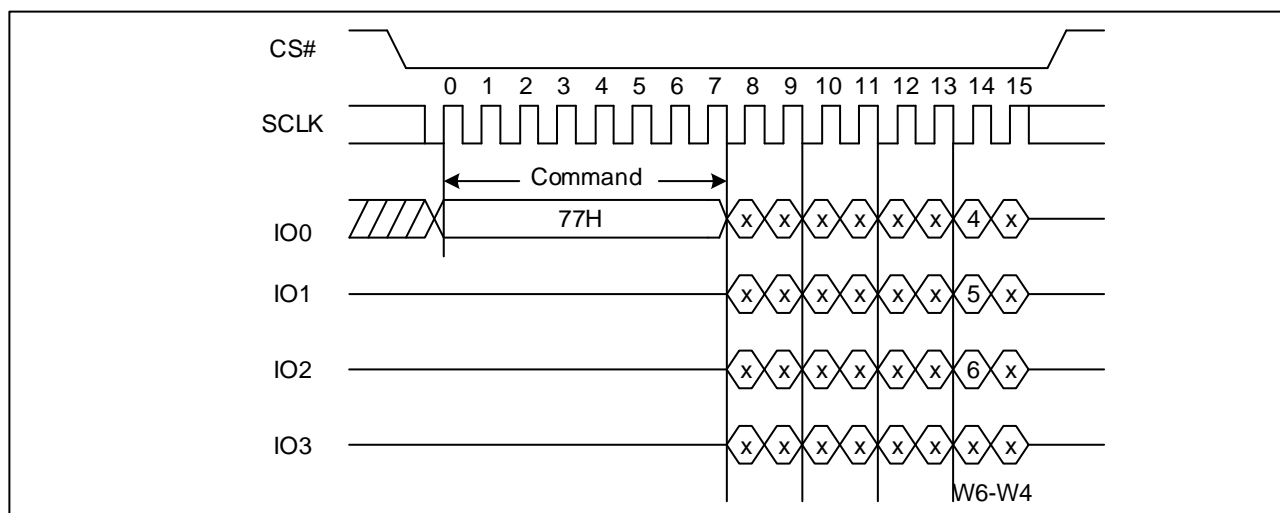 CS#
0 1 2 3 4 5 6 7 8 9 10 11 12 13 14 15
SCLK
Command
IO0 77H x x x x x x 4 x
IO1 x x x x x x 5 x
IO2 x x x x x x 6 x
IO3 x x x x x x x x
W6-W4